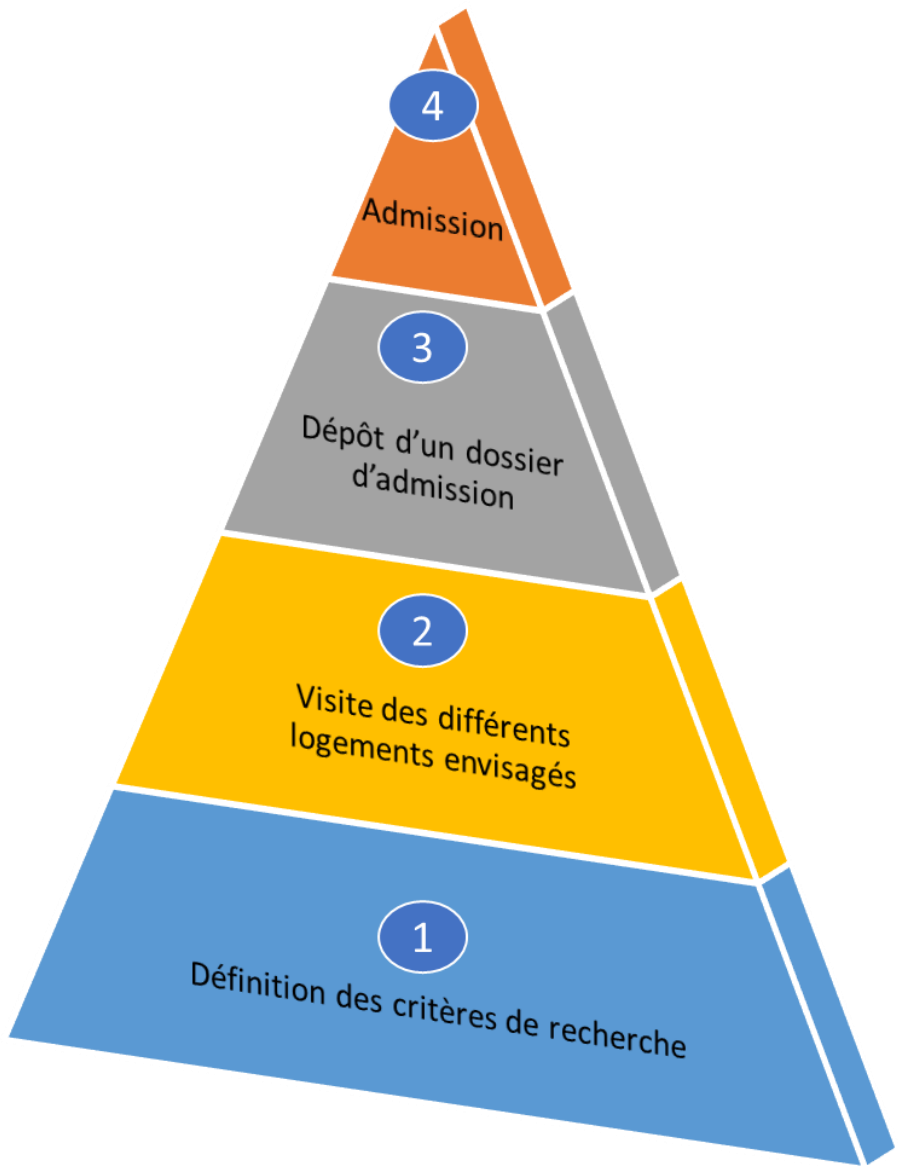 4
Admission
3
Dépôt d’un dossier
d’admission
2
Visite des différents
logements envisagés
1
Définition des critères de recherche